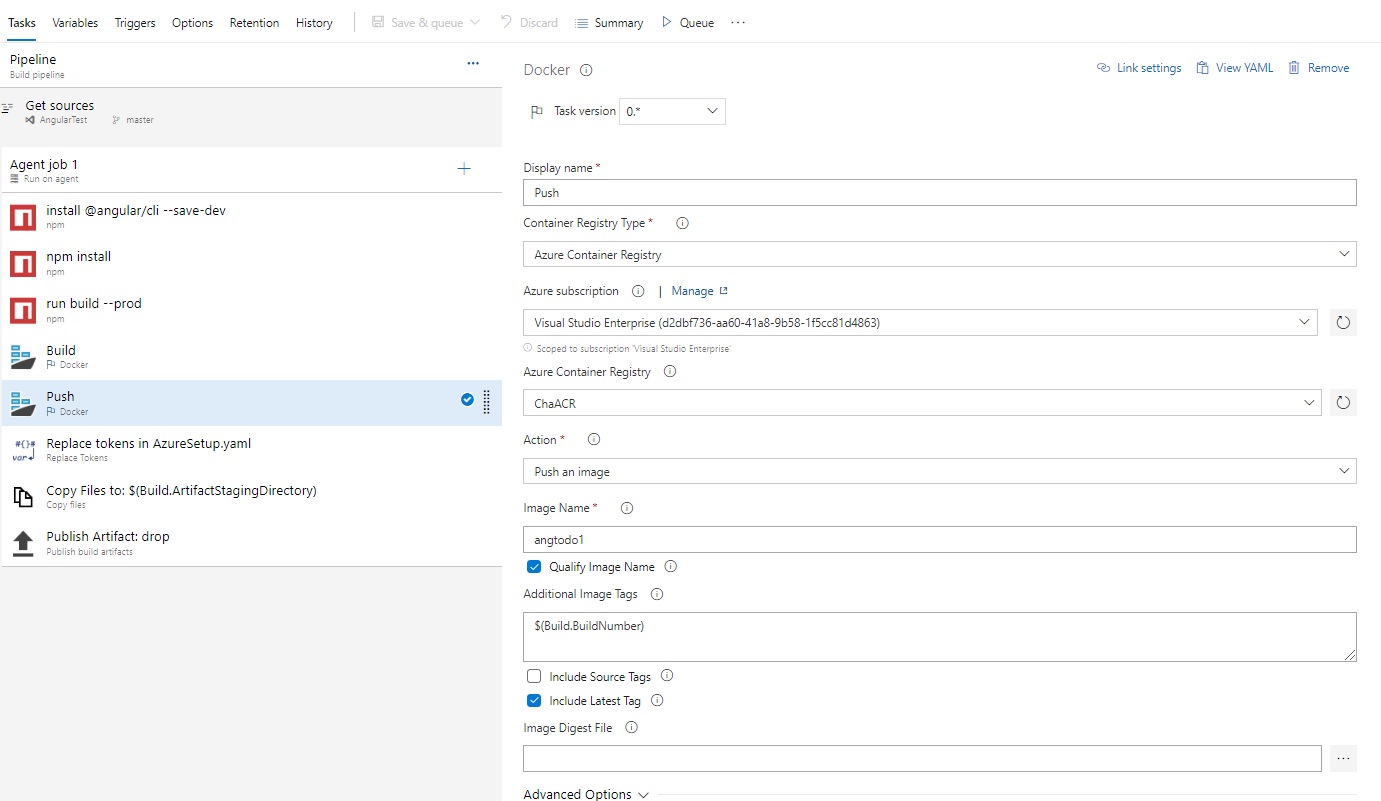 Tasks Variables Triggers Options Retention History Save & queue Discard Summary Queue ...
Pipeline
Build pipeline
...
Get sources
AngularTest master
Agent job 1
Run on agent
install @angular/cli --save-dev
npm
npm install
npm
run build --prod
npm
Build
Docker
Push
Docker
#{}#
var
Replace tokens in AzureSetup.yaml
Replace Tokens
Copy Files to: $(Build.ArtifactStagingDirectory)
Copy files
Publish Artifact: drop
Publish build artifacts
Docker
Link settings View YAML Remove
Task version 0.*
Display name *
Push
Container Registry Type *
Azure Container Registry
Azure subscription | Manage
Visual Studio Enterprise (d2dbf736-aa60-41a8-9b58-1f5cc81d4863)
Scoped to subscription 'Visual Studio Enterprise'
Azure Container Registry
ChaACR
Action *
Push an image
Image Name *
angtodo1
Qualify Image Name
Additional Image Tags
$(Build.BuildNumber)
Include Source Tags
Include Latest Tag
Image Digest File
...
Advanced Options